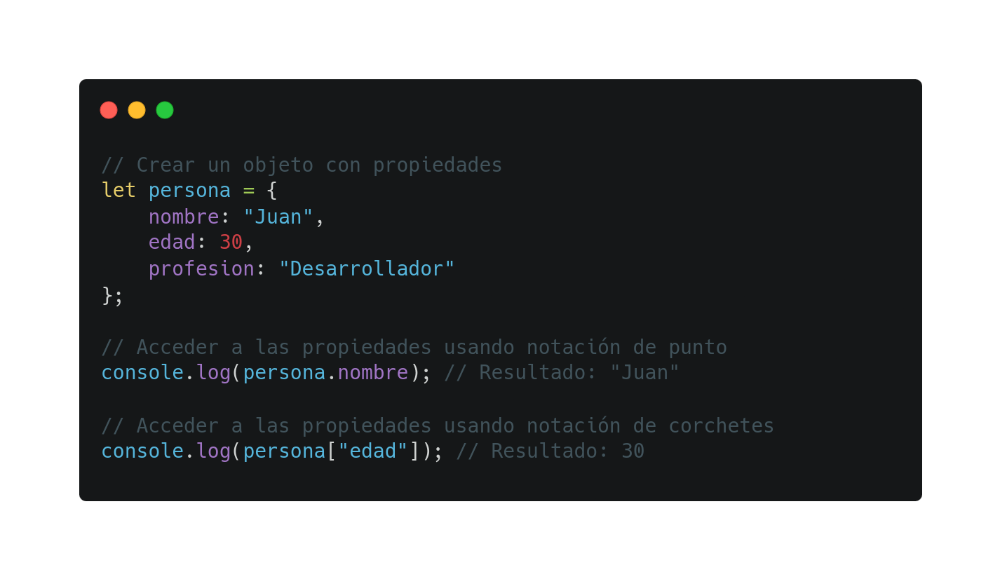 // Crear un objeto con propiedades
let persona = {
    nombre: "Juan",
    edad: 30,
    profesion: "Desarrollador"
};

// Acceder a las propiedades usando notación de punto
console.log(persona.nombre); // Resultado: "Juan"

// Acceder a las propiedades usando notación de corchetes
console.log(persona["edad"]); // Resultado: 30